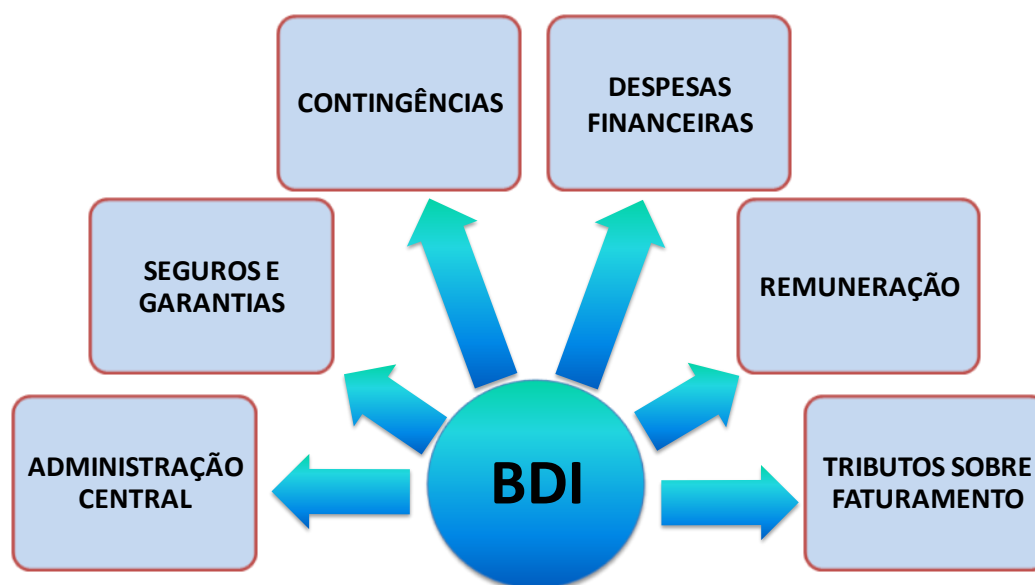 CONTINGÊNCIAS
DESPESAS
FINANCEIRAS
SEGUROS E
GARANTIAS
REMUNERAÇÃO
ADMINISTRAÇÃO
CENTRAL
BDI
TRIBUTOS SOBRE
FATURAMENTO